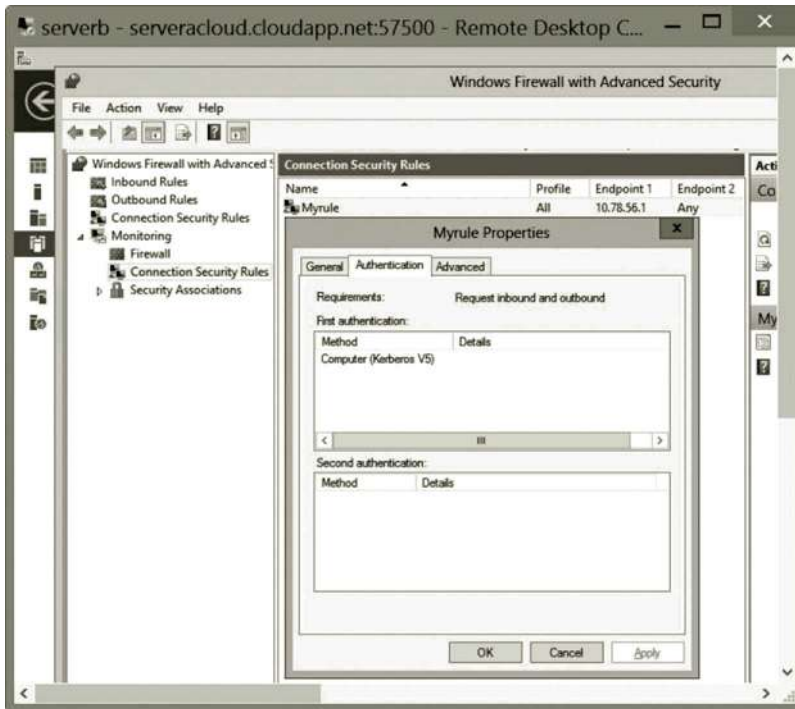 serverb - serveracloud.cloudapp.net:57500 - Remote Desktop C...
Windows Firewall with Advanced Security
File Action View Help
Windows Firewall with Advanced S
Inbound Rules
Outbound Rules
Connection Security Rules
Monitoring
Firewall
Connection Security Rules
Security Associations
Connection Security Rules
Name Profile Endpoint 1 Endpoint 2
Myrule All 10.78.56.1 Any
Acti
Co
My
Myrule Properties
General Authentication Advanced
Requirements: Request inbound and outbound
First authentication:
Method Details
Computer (Kerberos V5)
Second authentication:
Method Details
OK Cancel Apply